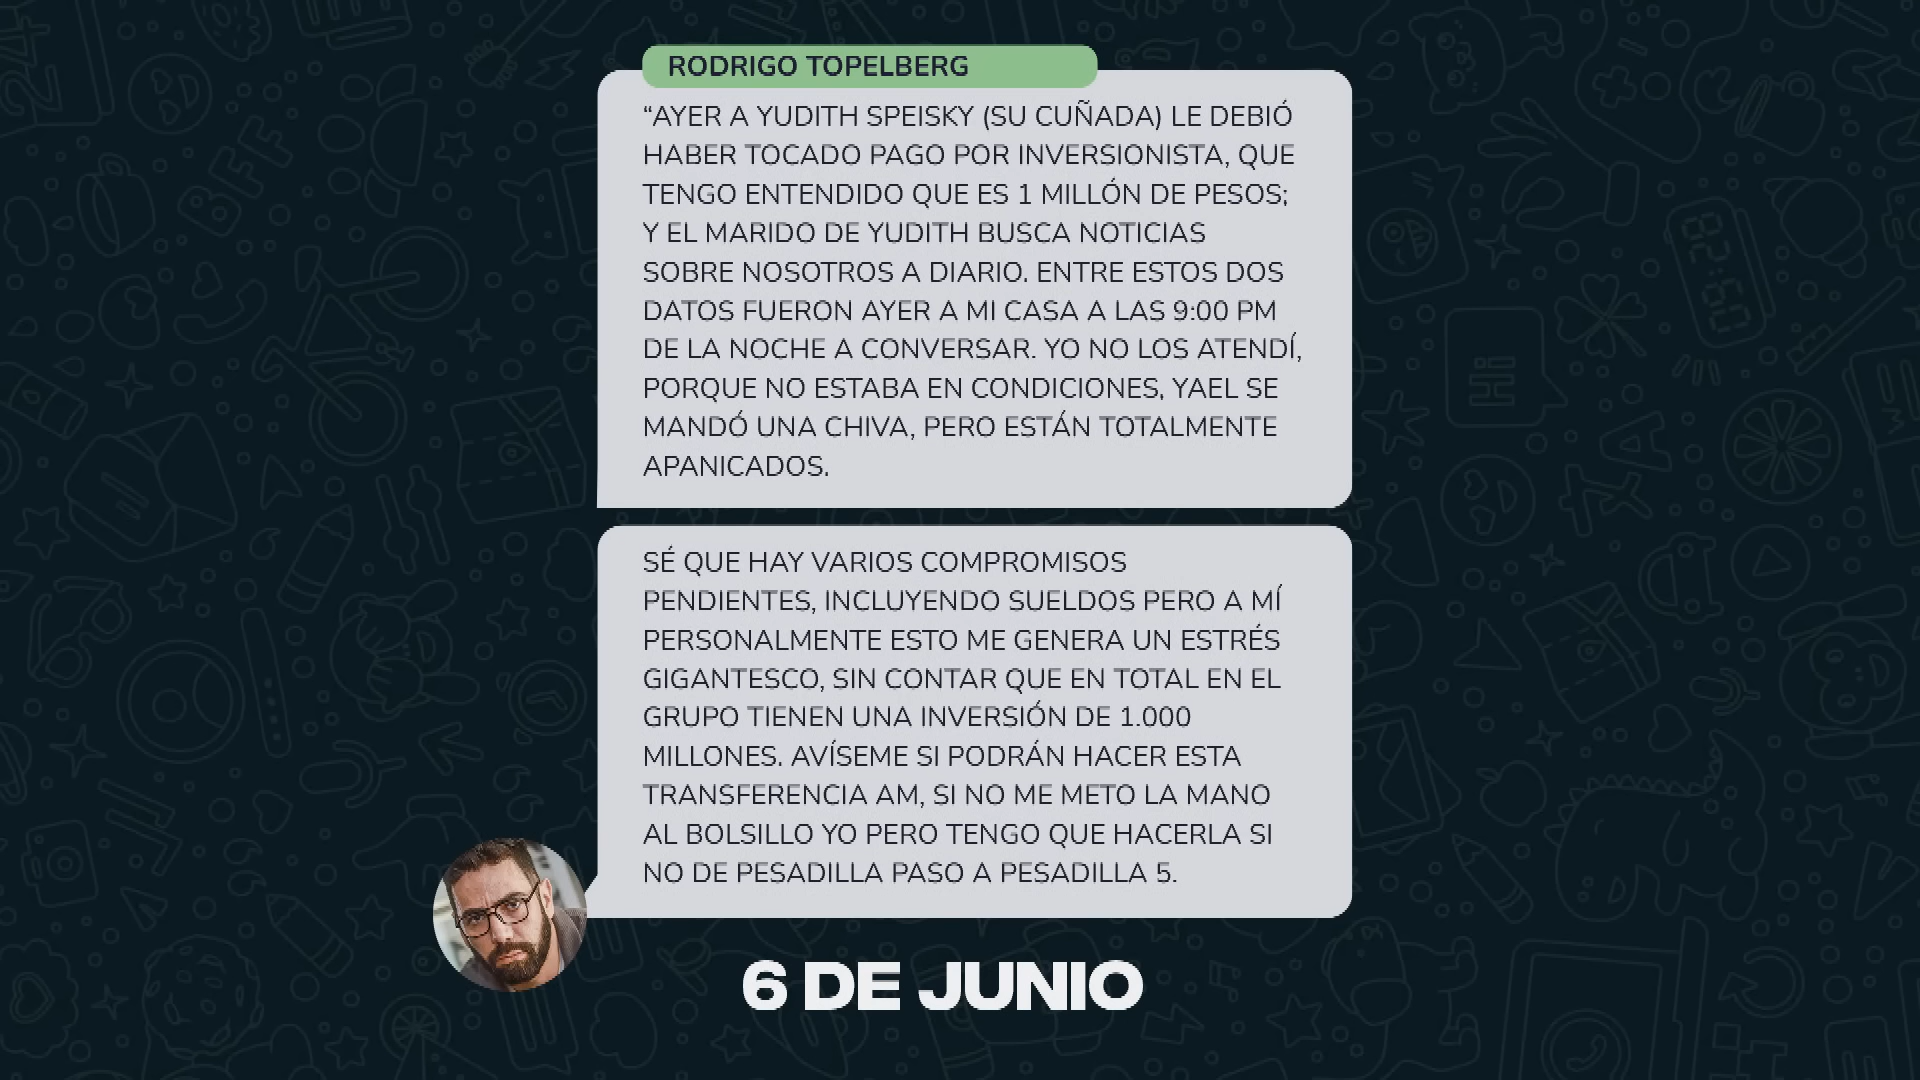 RODRIGO TOPELBERG
“AYER A YUDITH SPEISKY (SU CUÑADA) LE DEBIÓ
HABER TOCADO PAGO POR INVERSIONISTA, QUE
TENGO ENTENDIDO QUE ES 1 MILLÓN DE PESOS;
Y EL MARIDO DE YUDITH BUSCA NOTICIAS
SOBRE NOSOTROS A DIARIO. ENTRE ESTOS DOS
DATOS FUERON AYER A MI CASA A LAS 9:00 PM
DE LA NOCHE A CONVERSAR. YO NO LOS ATENDÍ,
PORQUE NO ESTABA EN CONDICIONES, YAEL SE
MANDÓ UNA CHIVA, PERO ESTÁN TOTALMENTE
APANICADOS.
SÉ QUE HAY VARIOS COMPROMISOS
PENDIENTES, INCLUYENDO SUELDOS PERO A MÍ
PERSONALMENTE ESTO ME GENERA UN ESTRÉS
GIGANTESCO, SIN CONTAR QUE EN TOTAL EN EL
GRUPO TIENEN UNA INVERSIÓN DE 1.000
MILLONES. AVÍSEME SI PODRÁN HACER ESTA
TRANSFERENCIA AM, SI NO ME METO LA MANO
AL BOLSILLO YO PERO TENGO QUE HACERLA SI
NO DE PESADILLA PASO A PESADILLA 5.
6 DE JUNIO